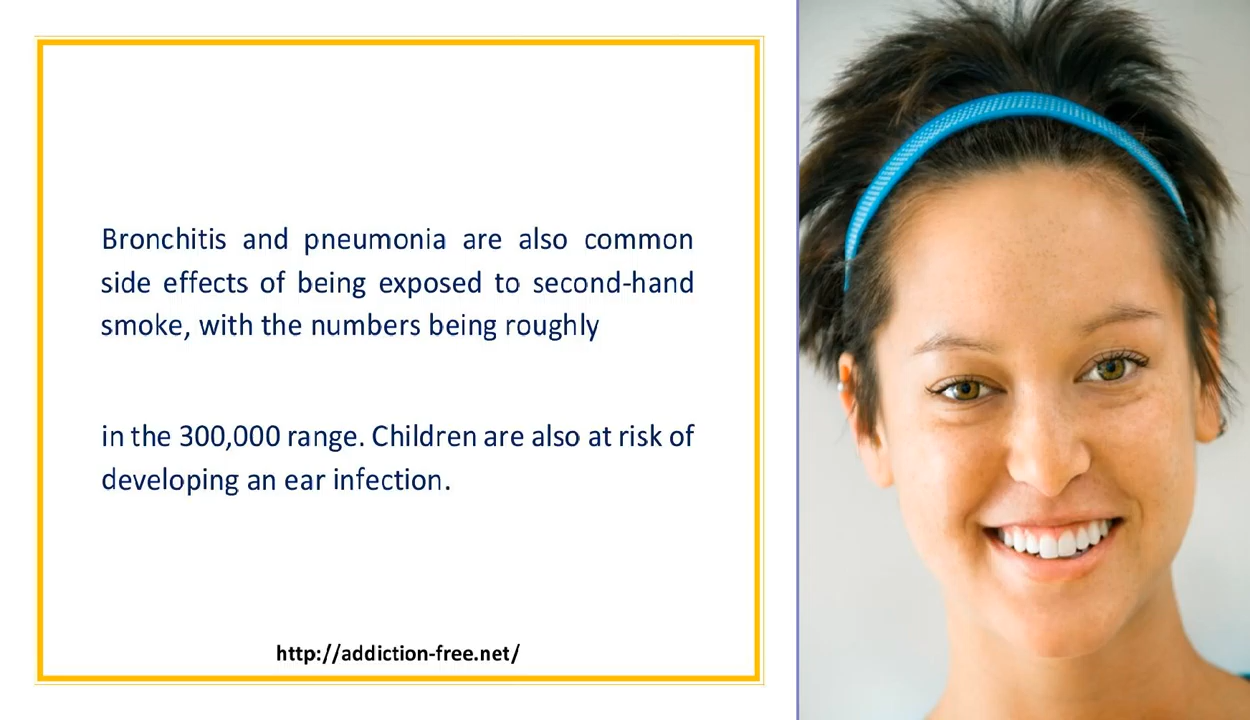 Bronchitis and pneumonia are also common
side effects of being exposed to second-hand
smoke, with the numbers being roughly
in the 300,000 range. Children are also at risk of
developing an ear infection.
http://addiction-free.net/